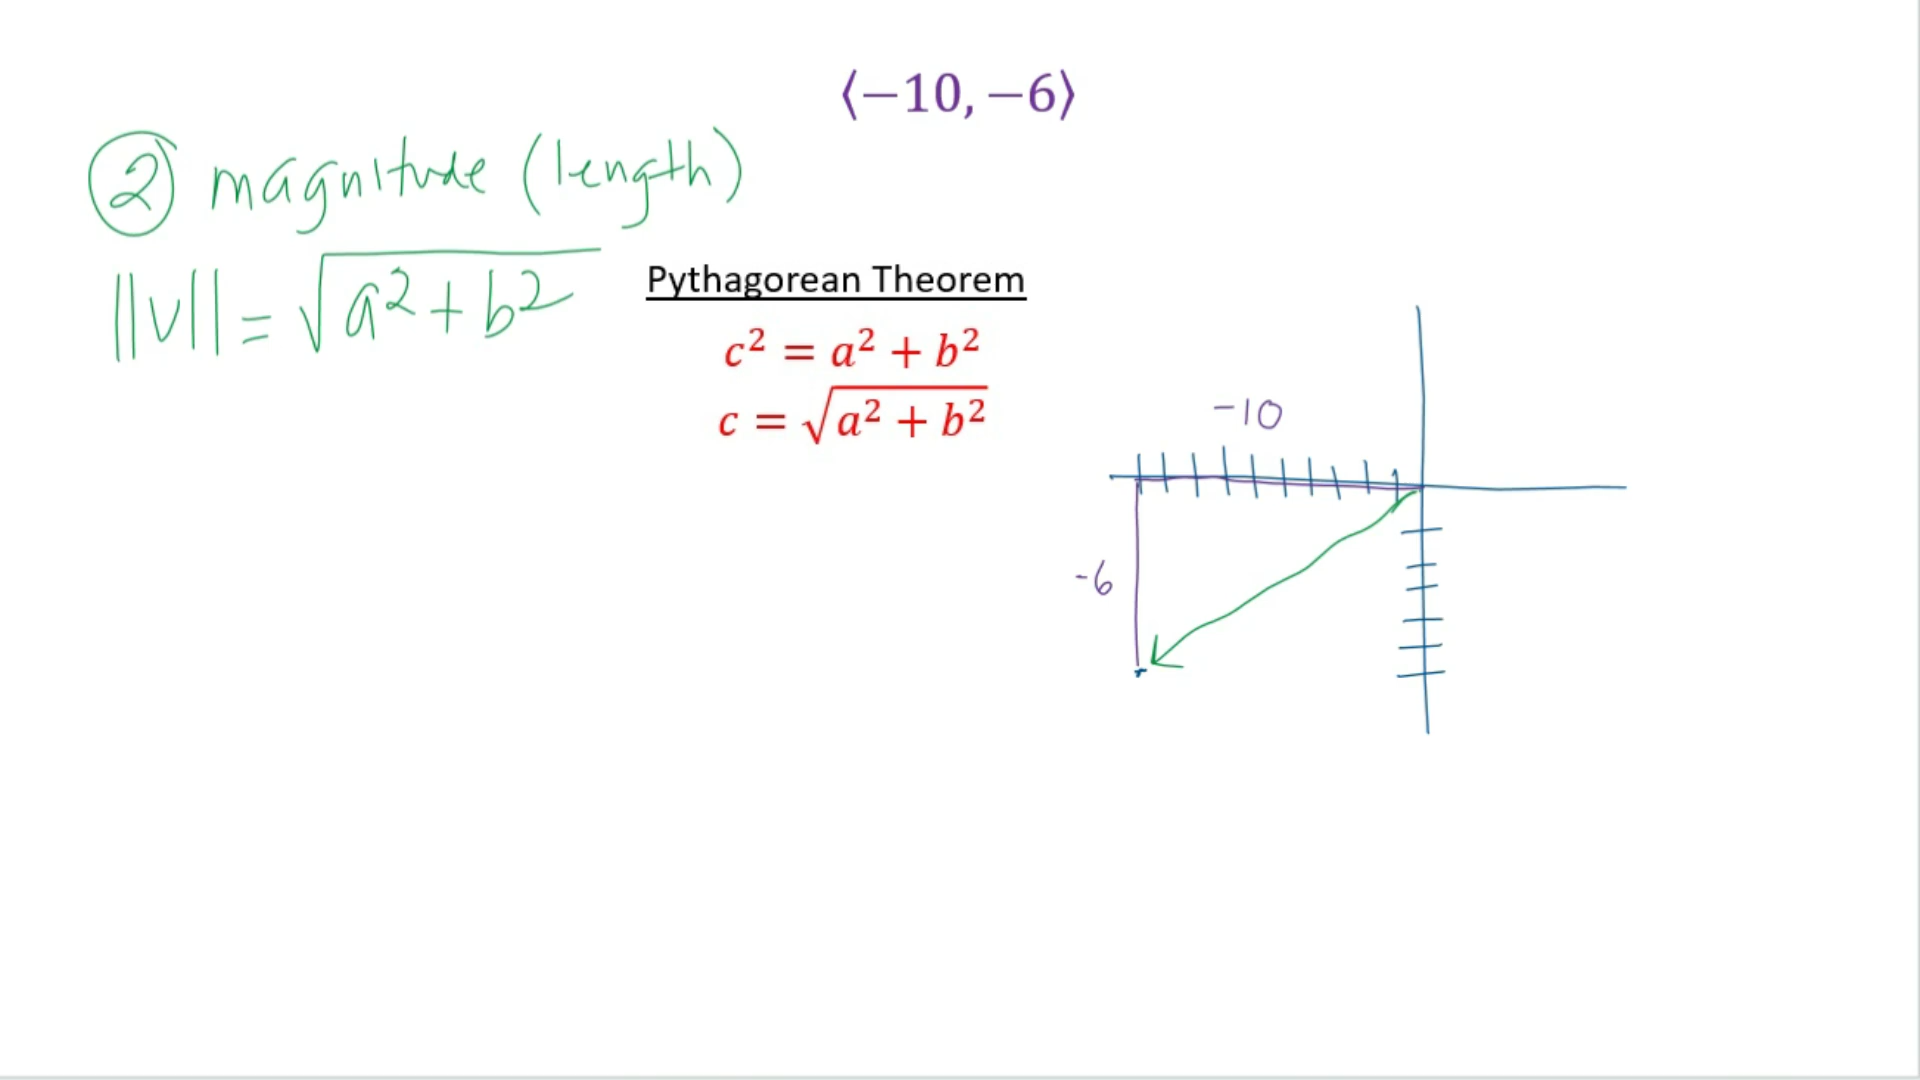 ⟨−10, −6⟩
② magnitude (length)
||v|| = √a² + b²
Pythagorean Theorem
c² = a² + b²
c = √a² + b²
-10
-6